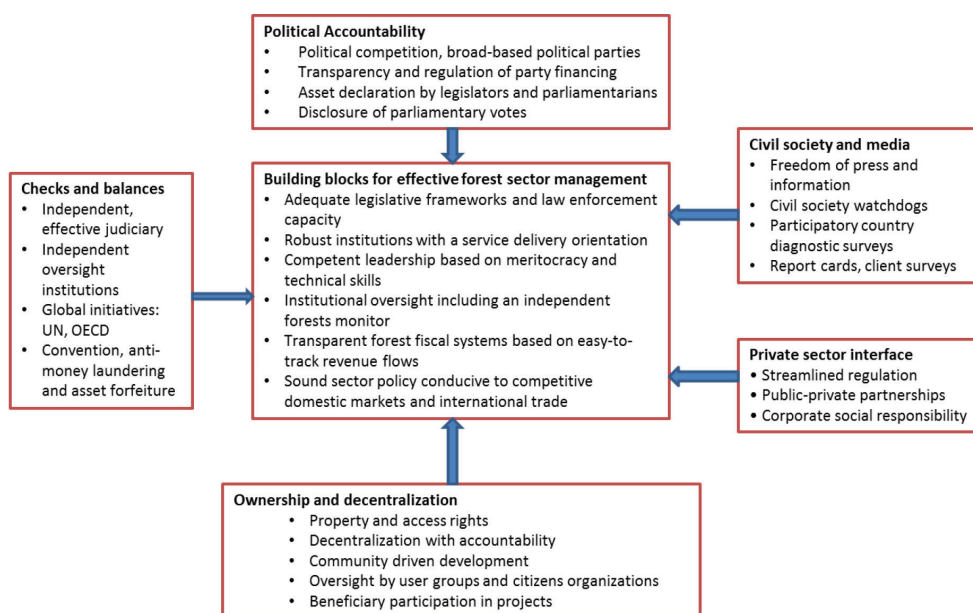 Political Accountability
• Political competition, broad-based political parties
• Transparency and regulation of party financing
• Asset declaration by legislators and parliamentarians
• Disclosure of parliamentary votes
Checks and balances
• Independent,
effective judiciary
• Independent
oversight
institutions
• Global initiatives:
UN, OECD
• Convention, anti-
money laundering
and asset forfeiture
Building blocks for effective forest sector management
• Adequate legislative frameworks and law enforcement
capacity
• Robust institutions with a service delivery orientation
• Competent leadership based on meritocracy and
technical skills
• Institutional oversight including an independent
forests monitor
• Transparent forest fiscal systems based on easy-to-
track revenue flows
• Sound sector policy conducive to competitive
domestic markets and international trade
Civil society and media
• Freedom of press and
information
• Civil society watchdogs
• Participatory country
diagnostic surveys
• Report cards, client surveys
Private sector interface
• Streamlined regulation
• Public-private partnerships
• Corporate social responsibility
Ownership and decentralization
• Property and access rights
• Decentralization with accountability
• Community driven development
• Oversight by user groups and citizens organizations
• Beneficiary participation in projects